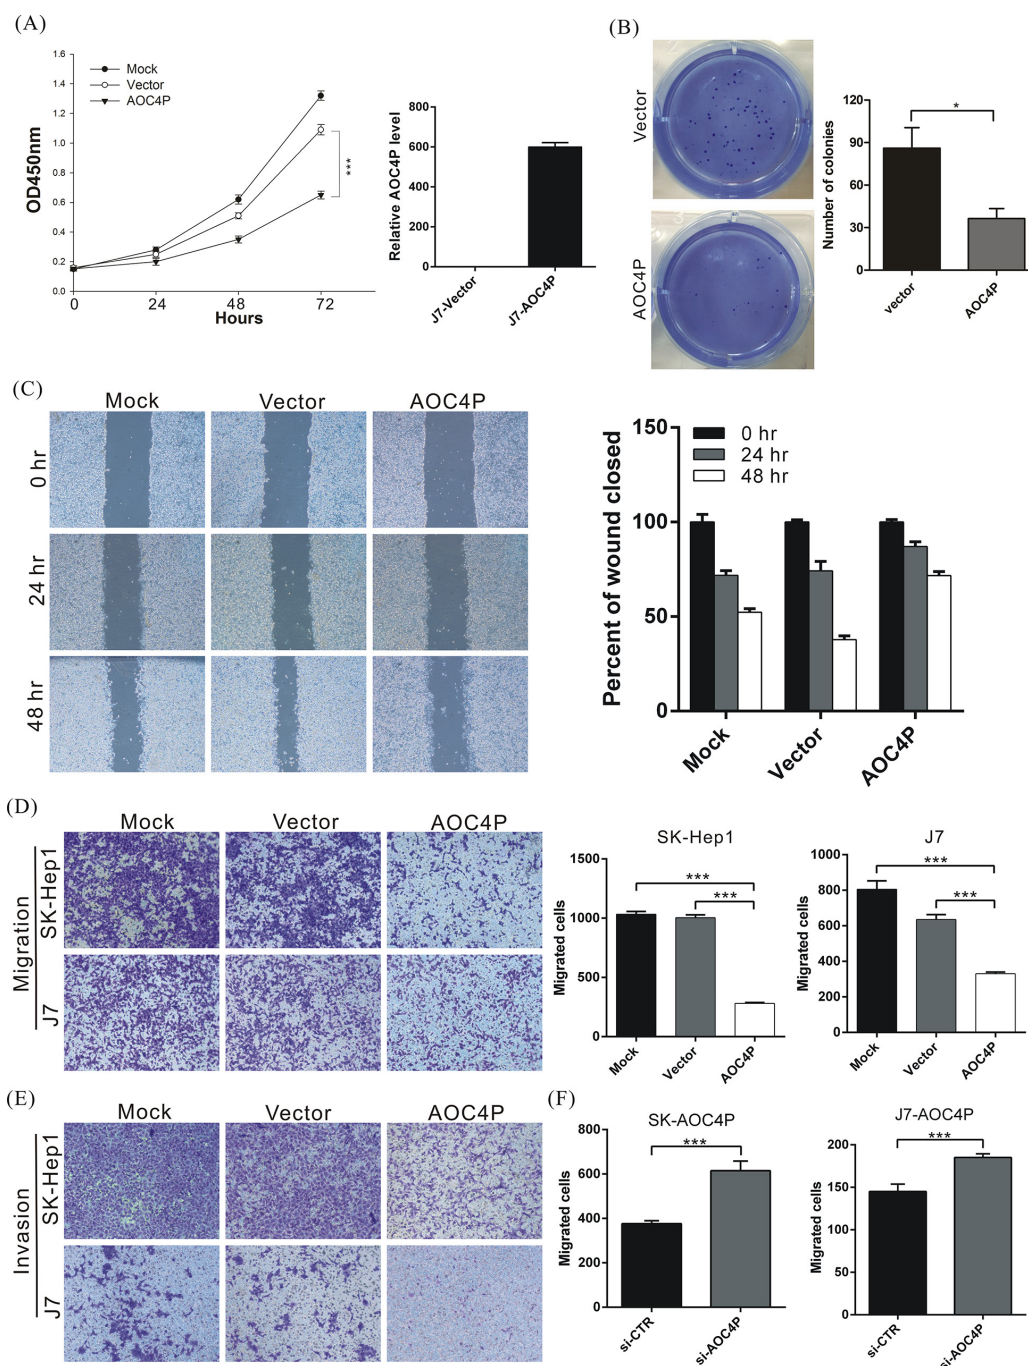 (A)
1.6
1.4
1.2
1.0
0.8
0.6
0.4
0.2
0.0
OD450nm
Mock
Vector
AOC4P
***
0 24 48 72
Hours
800
600
400
200
0
Relative AOC4P level
J7-Vector
J7-AOC4P
(B)
Vector
AOC4P
120
90
60
30
0
Number of colonies
*
vector
AOC4P
(C)
Mock Vector AOC4P
0 hr
24 hr
48 hr
150
100
50
0
Percent of wound closed
0 hr
24 hr
48 hr
Mock
Vector
AOC4P
(D)
Mock Vector AOC4P
Migration
SK-Hep1
J7
SK-Hep1
1500
1000
500
0
Migrated cells
***
***
Mock
Vector
AOC4P
J7
1000
800
600
400
200
0
Migrated cells
***
***
Mock
Vector
AOC4P
(E)
Mock Vector AOC4P
Invasion
SK-Hep1
J7
(F)
SK-AOC4P
800
600
400
200
0
Migrated cells
***
si-CTR
si-AOC4P
J7-AOC4P
200
150
100
50
0
Migrated cells
***
si-CTR
si-AOC4P